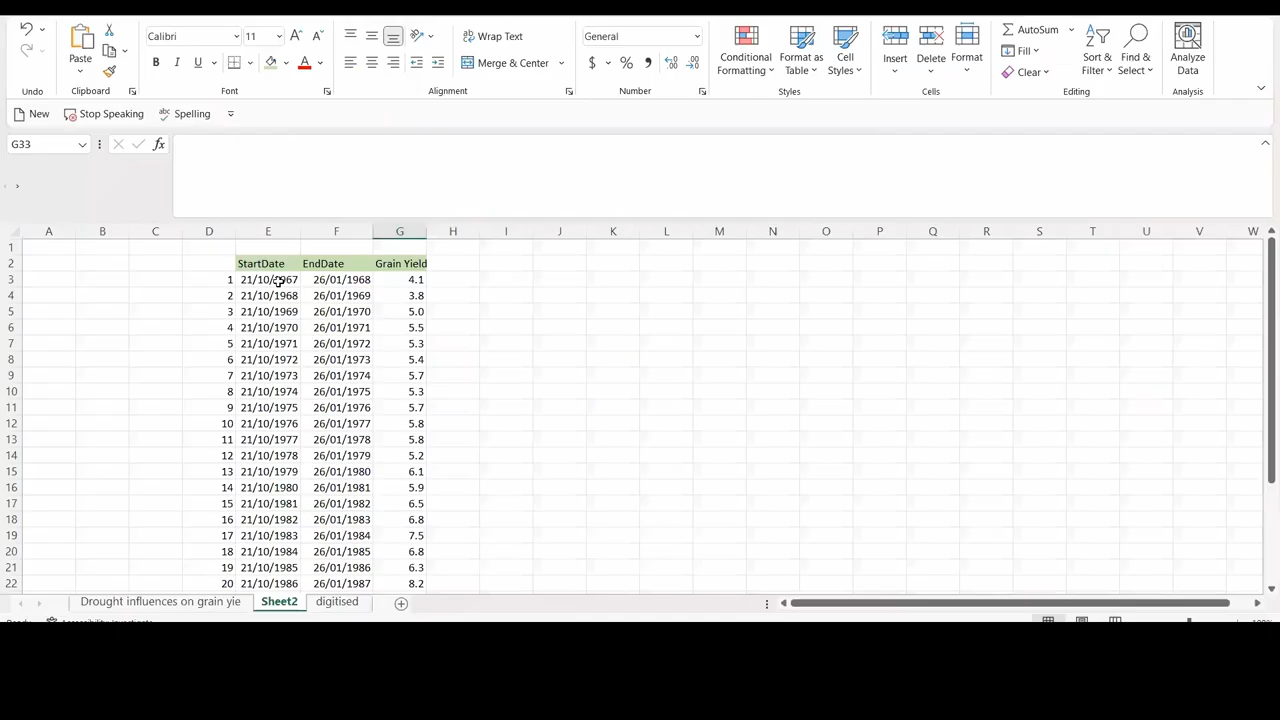 Calibri 11 Wrap Text General AutoSum
Paste B I U Merge & Center $ % Conditional Formatting Format as Table Cell Styles Insert Delete Format Fill Clear Sort & Filter Find & Select Analyze Data
Undo Clipboard Font Alignment Number Styles Cells Editing Analysis
New Stop Speaking Spelling
G33 fx
A B C D E F G H I J K L M N O P Q R S T U V W
1
2 StartDate EndDate Grain Yield
3 1 21/10/1967 26/01/1968 4.1
4 2 21/10/1968 26/01/1969 3.8
5 3 21/10/1969 26/01/1970 5.0
6 4 21/10/1970 26/01/1971 5.5
7 5 21/10/1971 26/01/1972 5.3
8 6 21/10/1972 26/01/1973 5.4
9 7 21/10/1973 26/01/1974 5.7
10 8 21/10/1974 26/01/1975 5.3
11 9 21/10/1975 26/01/1976 5.7
12 10 21/10/1976 26/01/1977 5.8
13 11 21/10/1977 26/01/1978 5.8
14 12 21/10/1978 26/01/1979 5.2
15 13 21/10/1979 26/01/1980 6.1
16 14 21/10/1980 26/01/1981 5.9
17 15 21/10/1981 26/01/1982 6.5
18 16 21/10/1982 26/01/1983 6.8
19 17 21/10/1983 26/01/1984 7.5
20 18 21/10/1984 26/01/1985 6.8
21 19 21/10/1985 26/01/1986 6.3
22 20 21/10/1986 26/01/1987 8.2
Drought influences on grain yie Sheet2 digitised